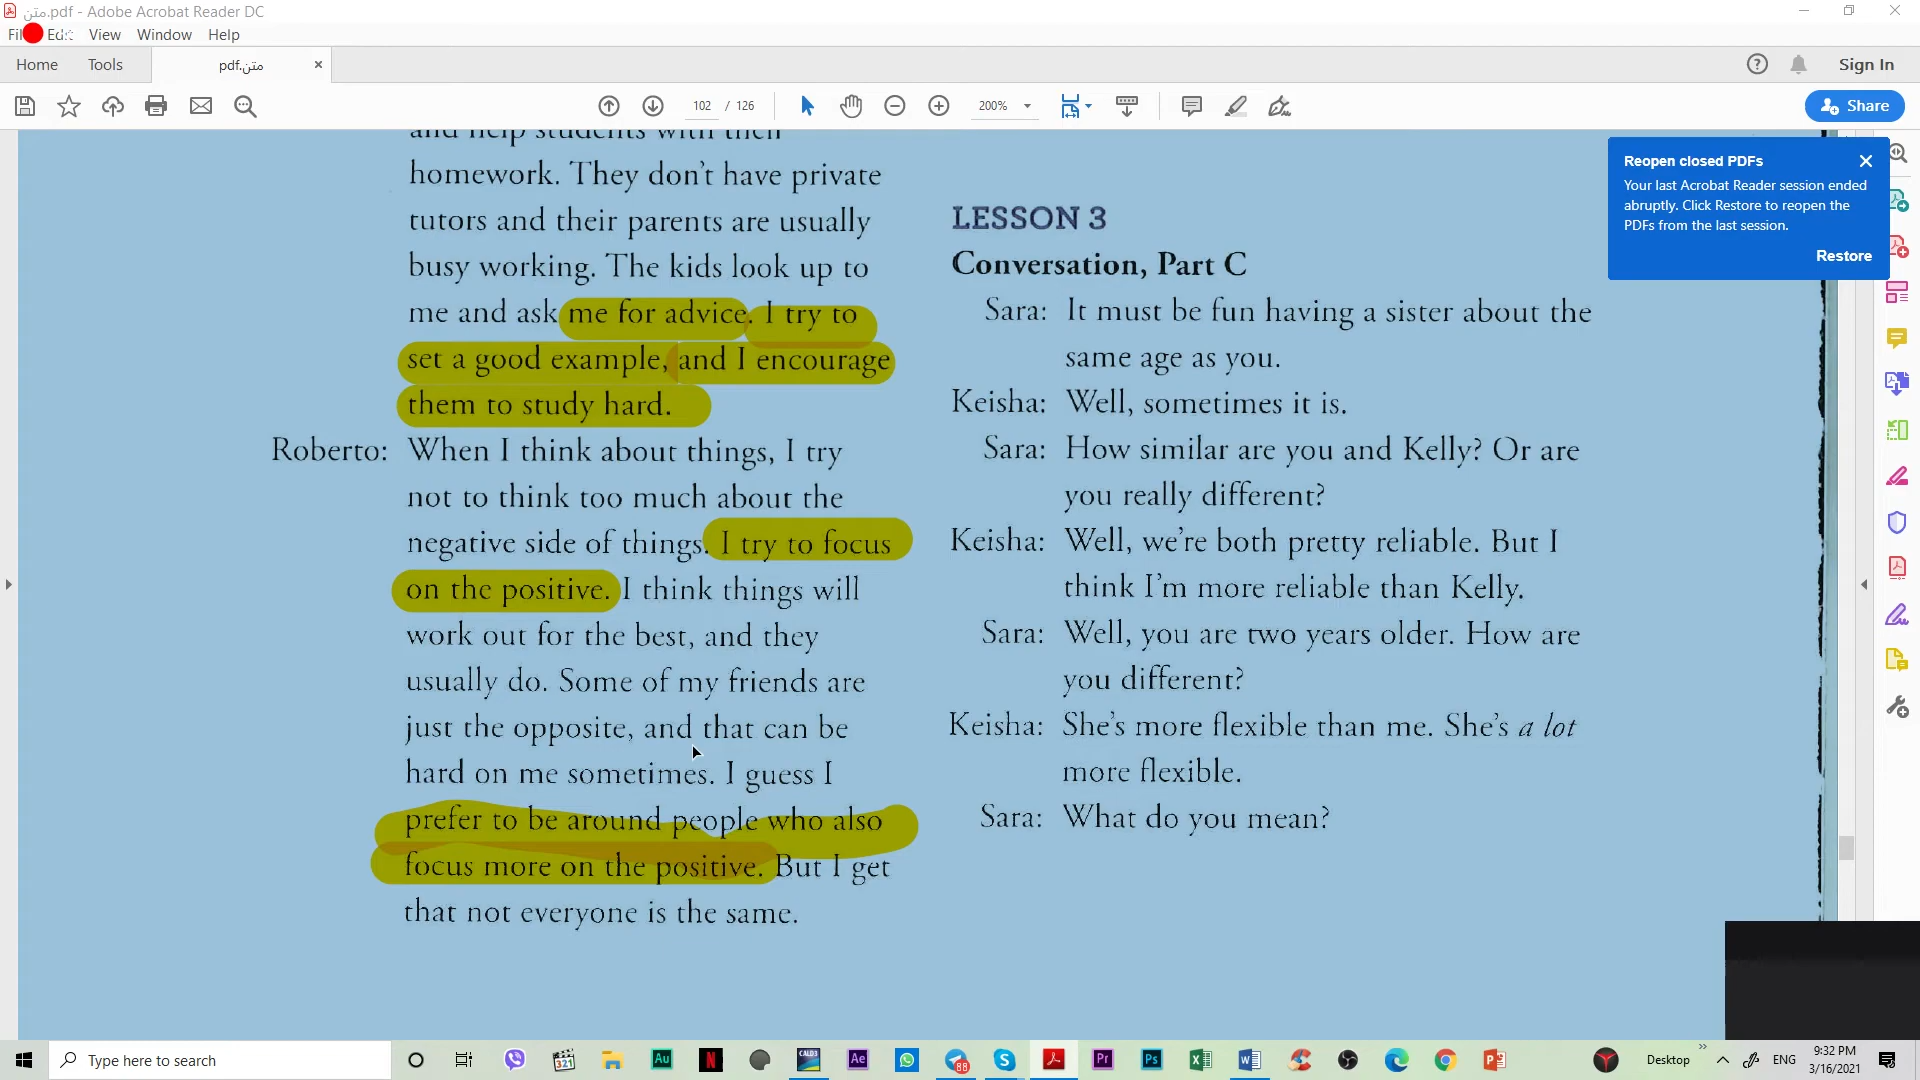 متن.pdf - Adobe Acrobat Reader DC
Edit View Window Help
Home Tools متن.pdf Sign In
102 / 126 200% Share
Reopen closed PDFs
Your last Acrobat Reader session ended
abruptly. Click Restore to reopen the
PDFs from the last session.
Restore
and help students with their
homework. They don't have private
tutors and their parents are usually
busy working. The kids look up to
me and ask me for advice. I try to
set a good example, and I encourage
them to study hard.
Roberto: When I think about things, I try
not to think too much about the
negative side of things. I try to focus
on the positive. I think things will
work out for the best, and they
usually do. Some of my friends are
just the opposite, and that can be
hard on me sometimes. I guess I
prefer to be around people who also
focus more on the positive. But I get
that not everyone is the same.
LESSON 3
Conversation, Part C
Sara: It must be fun having a sister about the
same age as you.
Keisha: Well, sometimes it is.
Sara: How similar are you and Kelly? Or are
you really different?
Keisha: Well, we're both pretty reliable. But I
think I'm more reliable than Kelly.
Sara: Well, you are two years older. How are
you different?
Keisha: She's more flexible than me. She's a lot
more flexible.
Sara: What do you mean?
Type here to search
Desktop
ENG
9:32 PM
3/16/2021